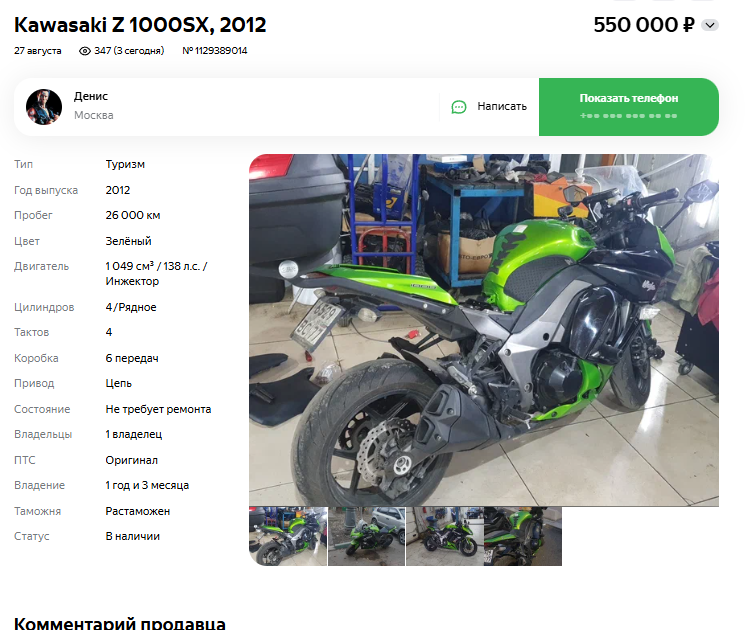 Kawasaki Z 1000SX, 2012
550 000 ₽
27 августа 347 (3 сегодня) № 1129389014
Денис
Москва
Написать
Показать телефон
Тип Туризм
Год выпуска 2012
Пробег 26 000 км
Цвет Зелёный
Двигатель 1 049 см³ / 138 л.с. /
Инжектор
Цилиндров 4/Рядное
Тактов 4
Коробка 6 передач
Привод Цепь
Состояние Не требует ремонта
Владельцы 1 владелец
ПТС Оригинал
Владение 1 год и 3 месяца
Таможня Растаможен
Статус В наличии
Ninja
Комментарий продавца